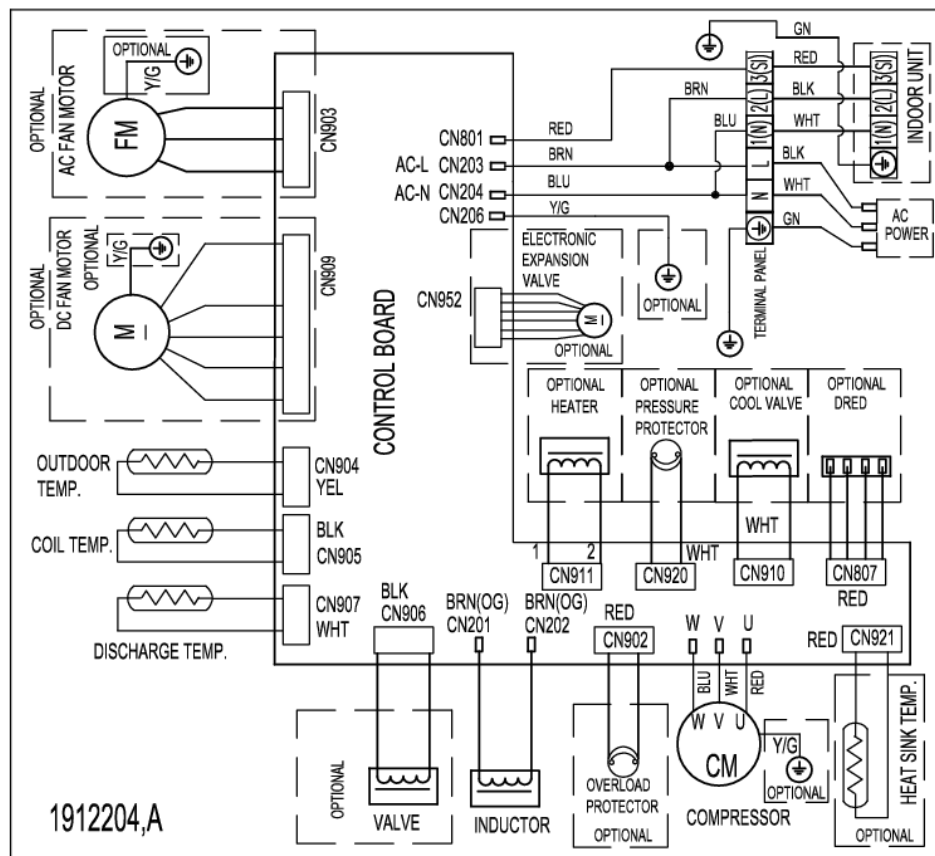 OPTIONAL
Y/G
OPTIONAL
AC FAN MOTOR
FM
CN903
OPTIONAL
DC FAN MOTOR
OPTIONAL
Y/G
M
CN909
CONTROL BOARD
CN801
RED
AC-L CN203
BRN
AC-N CN204
BLU
CN206
Y/G
BRN
BLU
OPTIONAL
ELECTRONIC
EXPANSION
VALVE
CN952
M
OPTIONAL
GN
3(SI)
RED
3(SI)
2(L)
BLK
2(L)
1(N)
WHT
1(N)
INDOOR UNIT
L
BLK
N
WHT
GN
AC
POWER
TERMINAL PANEL
OPTIONAL
HEATER
1
2
CN911
OPTIONAL
PRESSURE
PROTECTOR
WHT
CN920
OPTIONAL
COOL VALVE
WHT
CN910
OPTIONAL
DRED
CN807
RED
OUTDOOR
TEMP.
CN904
YEL
COIL TEMP.
BLK
CN905
DISCHARGE TEMP.
CN907
WHT
BLK
CN906
OPTIONAL
VALVE
BRN(OG)
CN201
BRN(OG)
CN202
INDUCTOR
RED
CN902
OVERLOAD
PROTECTOR
OPTIONAL
W V U
BLU
WHT
RED
W V U
CM
COMPRESSOR
Y/G
OPTIONAL
RED
CN921
HEAT SINK TEMP.
OPTIONAL
1912204,A